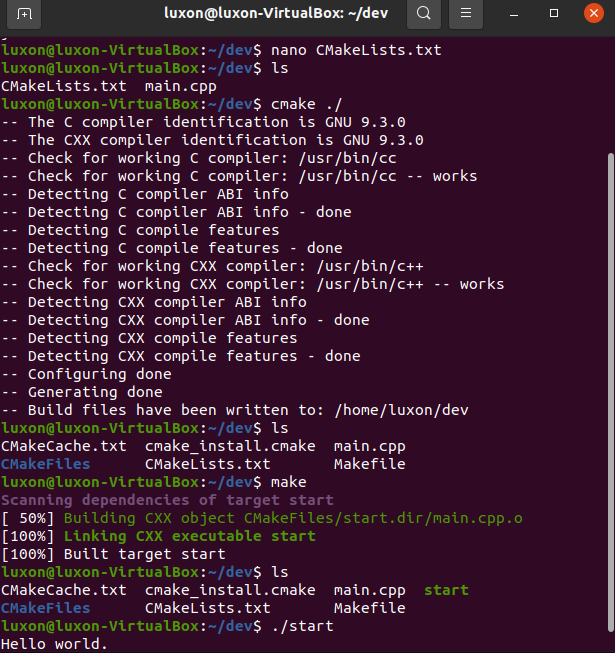 luxon@luxon-VirtualBox: ~/dev
luxon@luxon-VirtualBox:~/dev$ nano CMakeLists.txt
luxon@luxon-VirtualBox:~/dev$ ls
CMakeLists.txt  main.cpp
luxon@luxon-VirtualBox:~/dev$ cmake ./
-- The C compiler identification is GNU 9.3.0
-- The CXX compiler identification is GNU 9.3.0
-- Check for working C compiler: /usr/bin/cc
-- Check for working C compiler: /usr/bin/cc -- works
-- Detecting C compiler ABI info
-- Detecting C compiler ABI info - done
-- Detecting C compile features
-- Detecting C compile features - done
-- Check for working CXX compiler: /usr/bin/c++
-- Check for working CXX compiler: /usr/bin/c++ -- works
-- Detecting CXX compiler ABI info
-- Detecting CXX compiler ABI info - done
-- Detecting CXX compile features
-- Detecting CXX compile features - done
-- Configuring done
-- Generating done
-- Build files have been written to: /home/luxon/dev
luxon@luxon-VirtualBox:~/dev$ ls
CMakeCache.txt  cmake_install.cmake  main.cpp
CMakeFiles      CMakeLists.txt       Makefile
luxon@luxon-VirtualBox:~/dev$ make
Scanning dependencies of target start
[ 50%] Building CXX object CMakeFiles/start.dir/main.cpp.o
[100%] Linking CXX executable start
[100%] Built target start
luxon@luxon-VirtualBox:~/dev$ ls
CMakeCache.txt  cmake_install.cmake  main.cpp  start
CMakeFiles      CMakeLists.txt       Makefile
luxon@luxon-VirtualBox:~/dev$ ./start
Hello world.